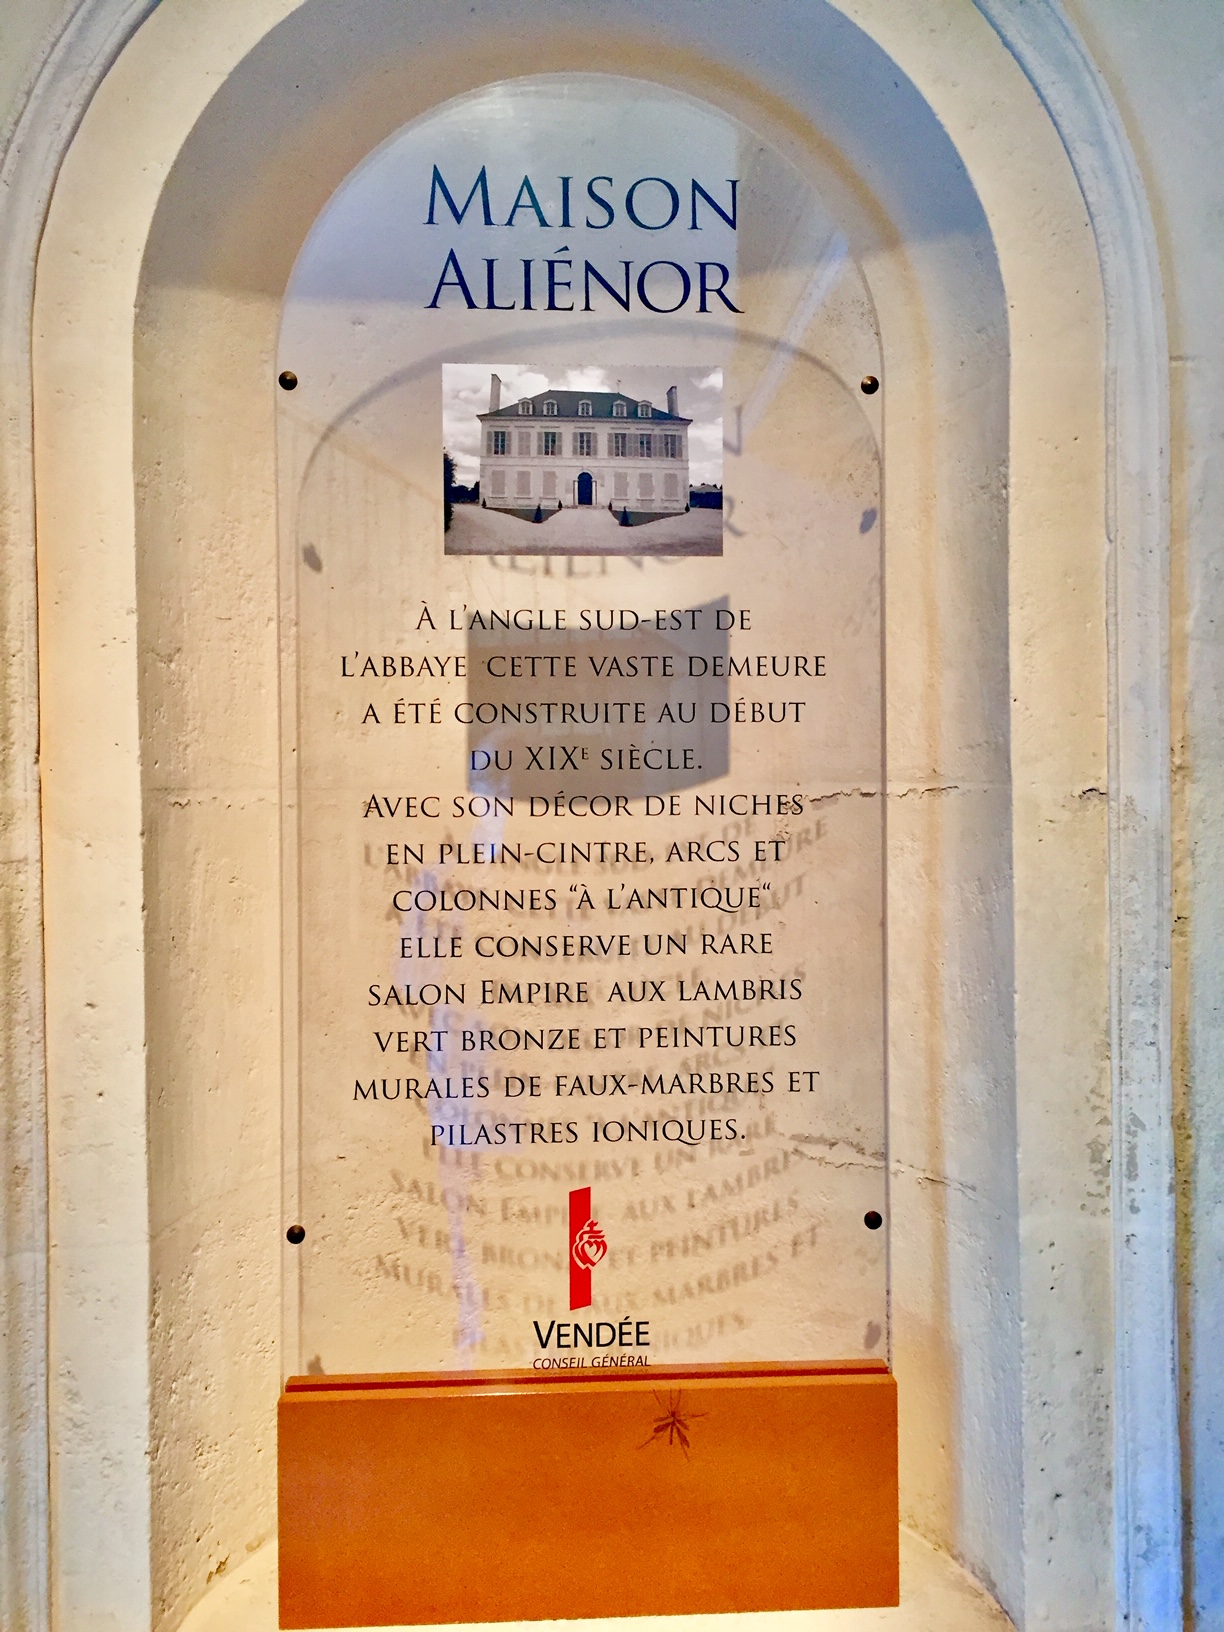 MAISON
ALIÉNOR
À L'ANGLE SUD-EST DE
L'ABBAYE CETTE VASTE DEMEURE
A ÉTÉ CONSTRUITE AU DÉBUT
DU XIXE SIÈCLE.
AVEC SON DÉCOR DE NICHES
EN PLEIN-CINTRE, ARCS ET
COLONNES “À L'ANTIQUE“
ELLE CONSERVE UN RARE
SALON EMPIRE AUX LAMBRIS
VERT BRONZE ET PEINTURES
MURALES DE FAUX-MARBRES ET
PILASTRES IONIQUES.
VENDÉE
CONSEIL GÉNÉRAL